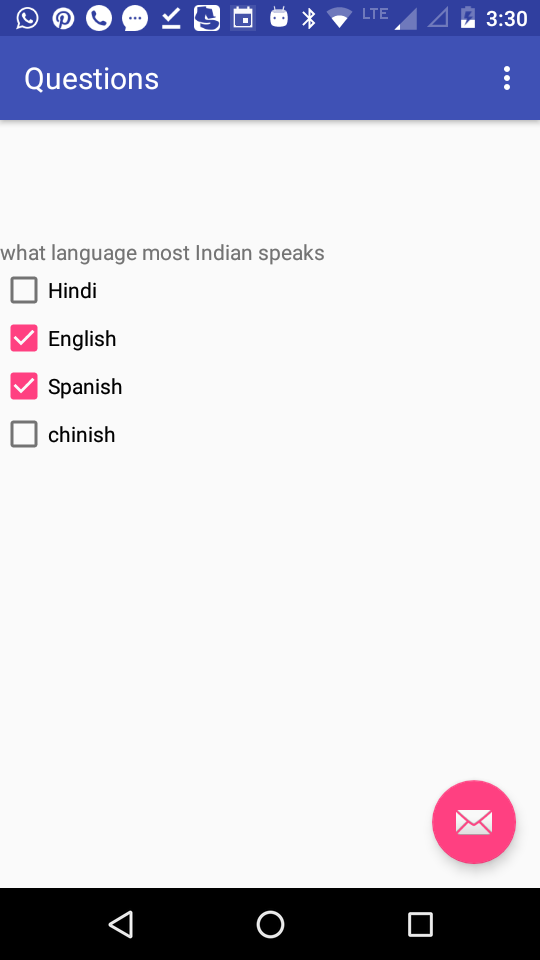 LTE 3:30
Questions
what language most Indian speaks
Hindi
English
Spanish
chinish